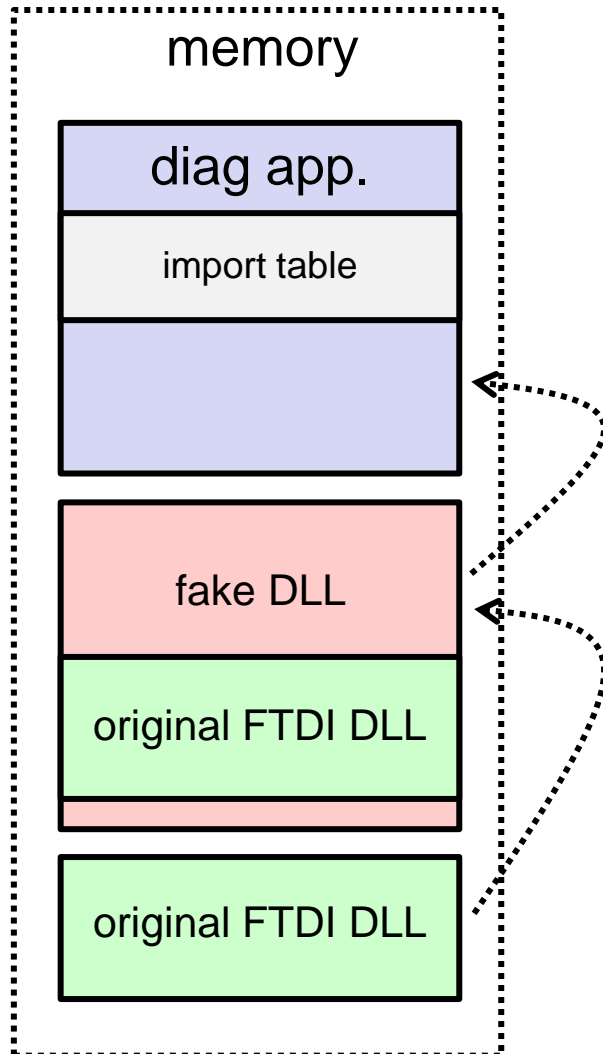 memory
diag app.
import table
fake DLL
original FTDI DLL
original FTDI DLL